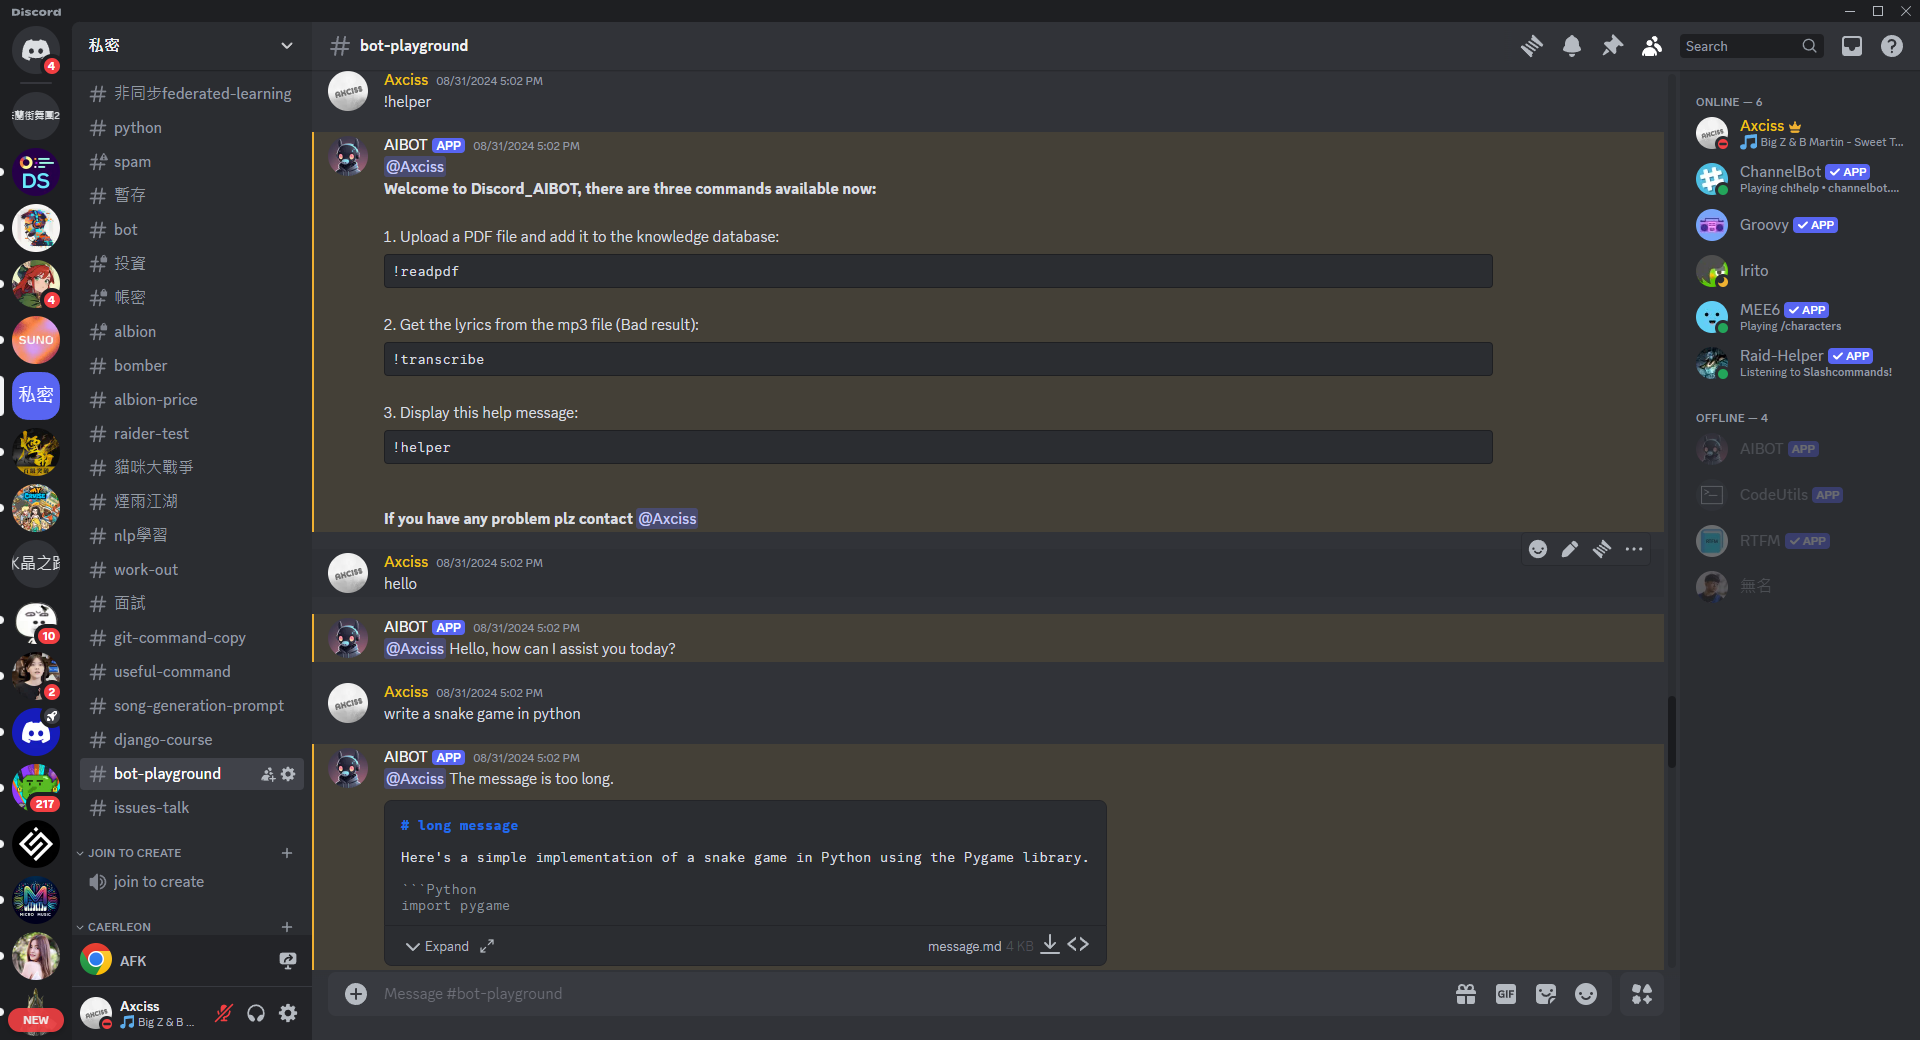 Discord
私密
bot-playground
Search
4
蘭街舞團2
DS
4
SUNO
私密
水晶之跡
10
2
217
MICRO MUSIC
NEW
非同步federated-learning
python
spam
暫存
bot
投資
帳密
albion
bomber
albion-price
raider-test
貓咪大戰爭
煙雨江湖
nlp學習
work-out
面試
git-command-copy
useful-command
song-generation-prompt
django-course
bot-playground
issues-talk
JOIN TO CREATE
join to create
CAERLEON
AFK
Axciss
Big Z & B ...
Axciss 08/31/2024 5:02 PM
!helper
AIBOT APP 08/31/2024 5:02 PM
@Axciss
Welcome to Discord_AIBOT, there are three commands available now:
1. Upload a PDF file and add it to the knowledge database:
!readpdf
2. Get the lyrics from the mp3 file (Bad result):
!transcribe
3. Display this help message:
!helper
If you have any problem plz contact @Axciss
Axciss 08/31/2024 5:02 PM
hello
AIBOT APP 08/31/2024 5:02 PM
@Axciss Hello, how can I assist you today?
Axciss 08/31/2024 5:02 PM
write a snake game in python
AIBOT APP 08/31/2024 5:02 PM
@Axciss The message is too long.
# long message
Here's a simple implementation of a snake game in Python using the Pygame library.
```Python
import pygame
Expand
message.md 4 KB
Message #bot-playground
GIF
ONLINE — 6
Axciss
Big Z & B Martin - Sweet T...
ChannelBot APP
Playing ch!help • channelbot....
Groovy APP
Irito
MEE6 APP
Playing /characters
Raid-Helper APP
Listening to Slashcommands!
OFFLINE — 4
AIBOT APP
CodeUtils APP
RTFM APP
無名